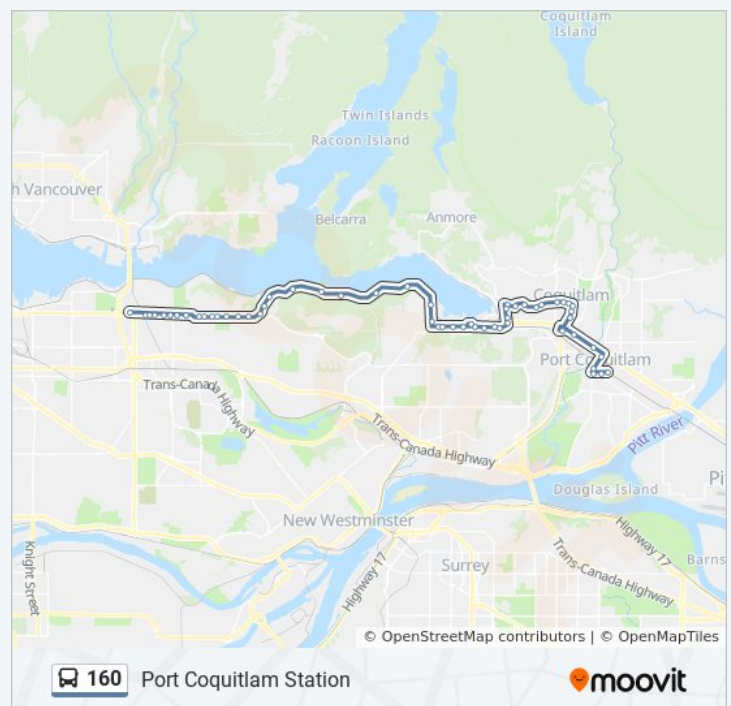 Coquitlam
Island
Twin Islands
Racoon Island
h Vancouver
Belcarra
Anmore
Coquitlam
Port Coquitlam
Trans-Canada Highway
Trans-Canada Highway
Pitt River
Pi
Douglas Island
New Westminster
Highway 17
Highway 17
Barns
Surrey
Trans-Canada Highway
Knight Street
© OpenStreetMap contributors | © OpenMapTiles
160 Port Coquitlam Station
moovit